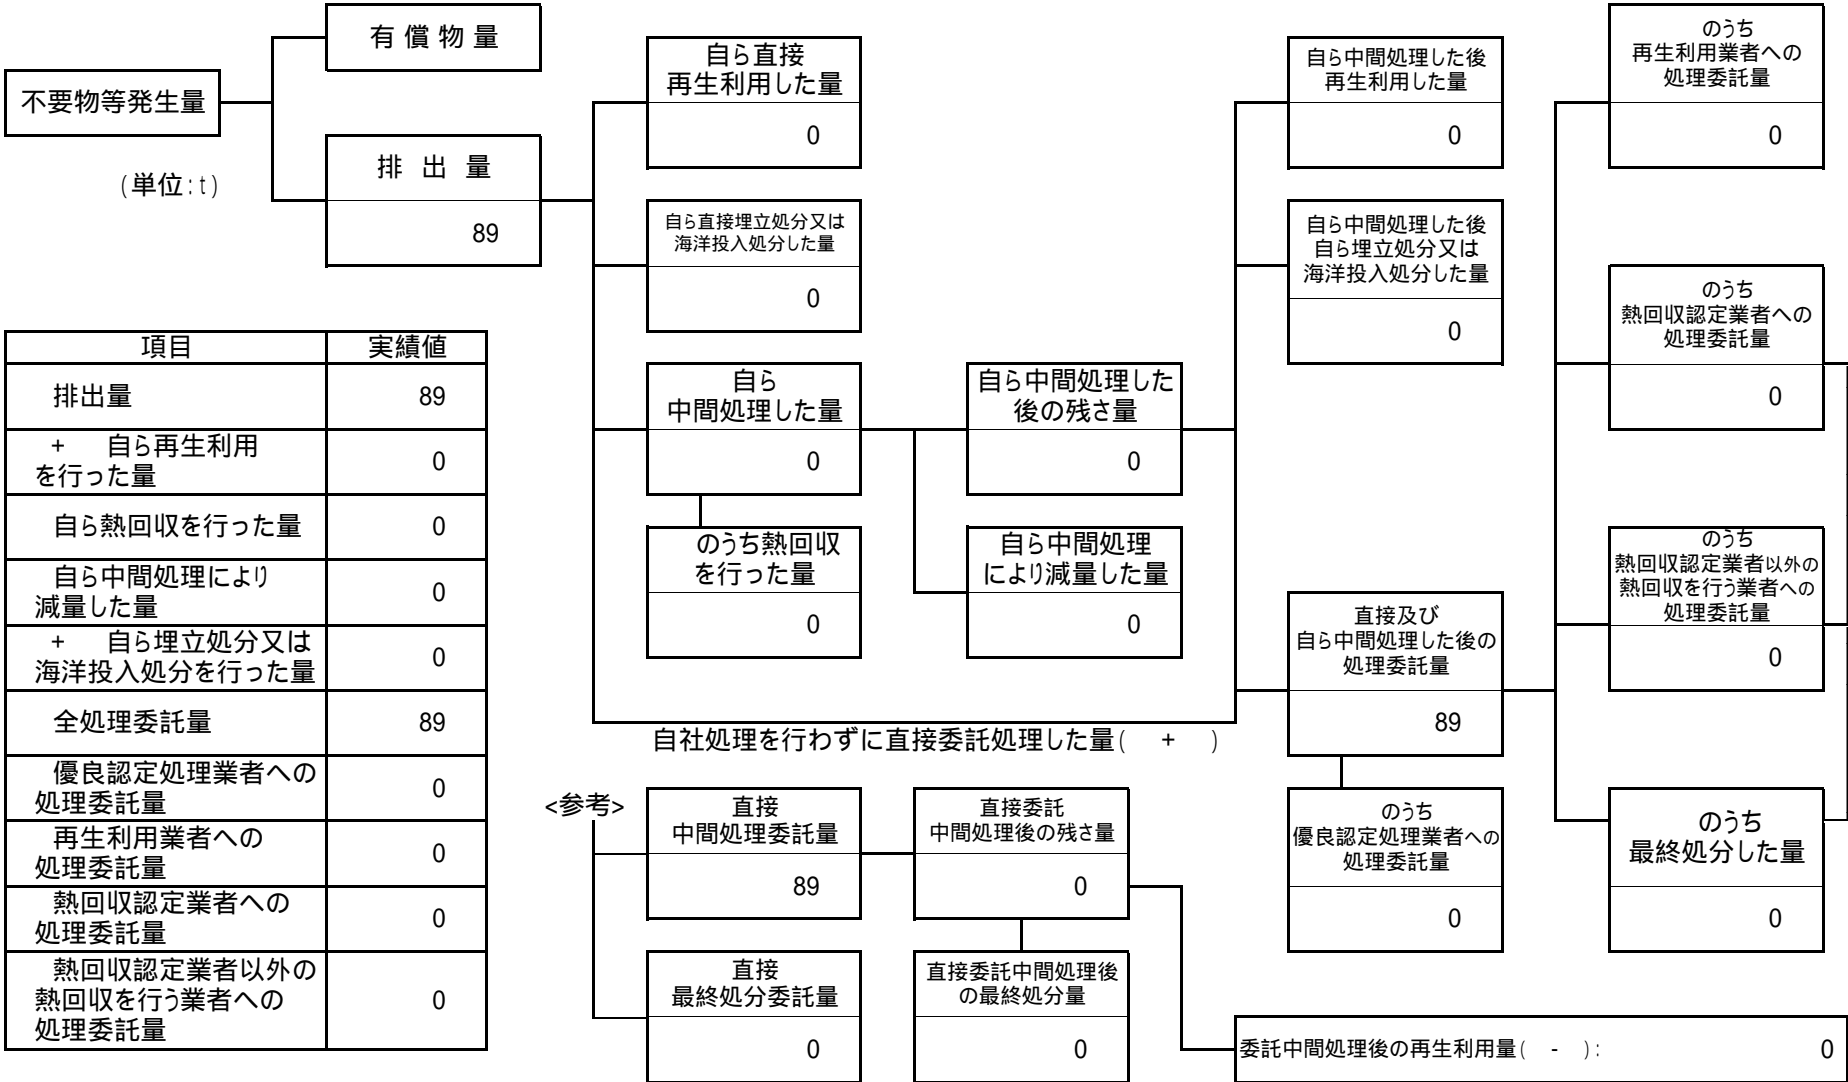 不要物等発生量
(単位:t)
有 償 物 量
排 出 量
89
自ら直接
再生利用した量
0
自ら直接埋立処分又は
海洋投入処分した量
0
自ら
中間処理した量
0
のうち熱回収
を行った量
0
自ら中間処理した
後の残さ量
0
自ら中間処理
により減量した量
0
自ら中間処理した後
再生利用した量
0
自ら中間処理した後
自ら埋立処分又は
海洋投入処分した量
0
直接及び
自ら中間処理した後の
処理委託量
89
のうち
優良認定処理業者への
処理委託量
0
のうち
再生利用業者への
処理委託量
0
のうち
熱回収認定業者への
処理委託量
0
のうち
熱回収認定業者以外の
熱回収を行う業者への
処理委託量
0
のうち
最終処分した量
0
自社処理を行わずに直接委託処理した量( + )
<参考>
直接
中間処理委託量
89
直接委託
中間処理後の残さ量
0
直接
最終処分委託量
0
直接委託中間処理後
の最終処分量
0
委託中間処理後の再生利用量( - ): 0
項目 実績値
排出量 89
+ 自ら再生利用
を行った量 0
自ら熱回収を行った量 0
自ら中間処理により
減量した量 0
+ 自ら埋立処分又は
海洋投入処分を行った量 0
全処理委託量 89
優良認定処理業者への
処理委託量 0
再生利用業者への
処理委託量 0
熱回収認定業者への
処理委託量 0
熱回収認定業者以外の
熱回収を行う業者への
処理委託量 0